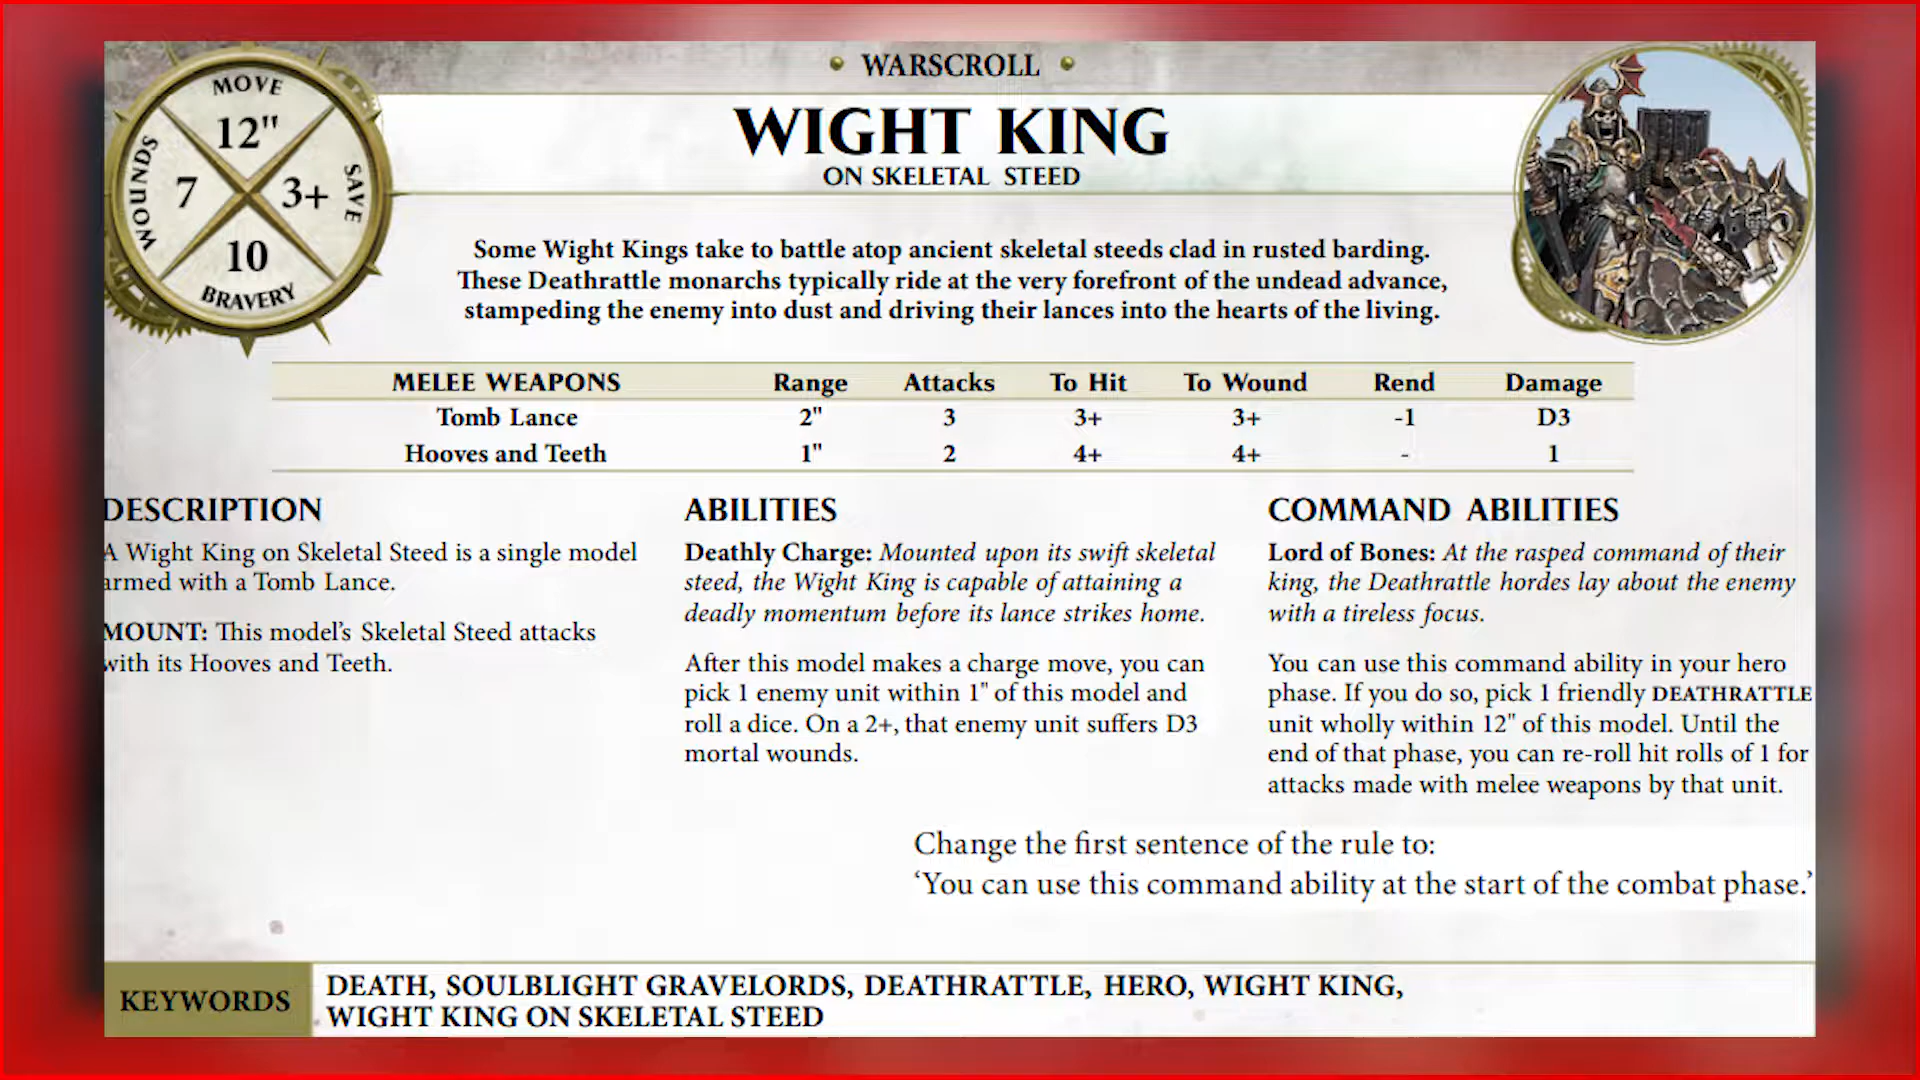 WARSCROLL
WIGHT KING
ON SKELETAL STEED
MOVE
12"
WOUNDS
7
3+
SAVE
10
BRAVERY
Some Wight Kings take to battle atop ancient skeletal steeds clad in rusted barding.
These Deathrattle monarchs typically ride at the very forefront of the undead advance,
stampeding the enemy into dust and driving their lances into the hearts of the living.
MELEE WEAPONS Range Attacks To Hit To Wound Rend Damage
Tomb Lance 2" 3 3+ 3+ -1 D3
Hooves and Teeth 1" 2 4+ 4+ - 1
DESCRIPTION
A Wight King on Skeletal Steed is a single model
armed with a Tomb Lance.
MOUNT: This model's Skeletal Steed attacks
with its Hooves and Teeth.
ABILITIES
Deathly Charge: Mounted upon its swift skeletal
steed, the Wight King is capable of attaining a
deadly momentum before its lance strikes home.
After this model makes a charge move, you can
pick 1 enemy unit within 1" of this model and
roll a dice. On a 2+, that enemy unit suffers D3
mortal wounds.
COMMAND ABILITIES
Lord of Bones: At the rasped command of their
king, the Deathrattle hordes lay about the enemy
with a tireless focus.
You can use this command ability in your hero
phase. If you do so, pick 1 friendly DEATHRATTLE
unit wholly within 12" of this model. Until the
end of that phase, you can re-roll hit rolls of 1 for
attacks made with melee weapons by that unit.
Change the first sentence of the rule to:
‘You can use this command ability at the start of the combat phase.’
KEYWORDS
DEATH, SOULBLIGHT GRAVELORDS, DEATHRATTLE, HERO, WIGHT KING,
WIGHT KING ON SKELETAL STEED